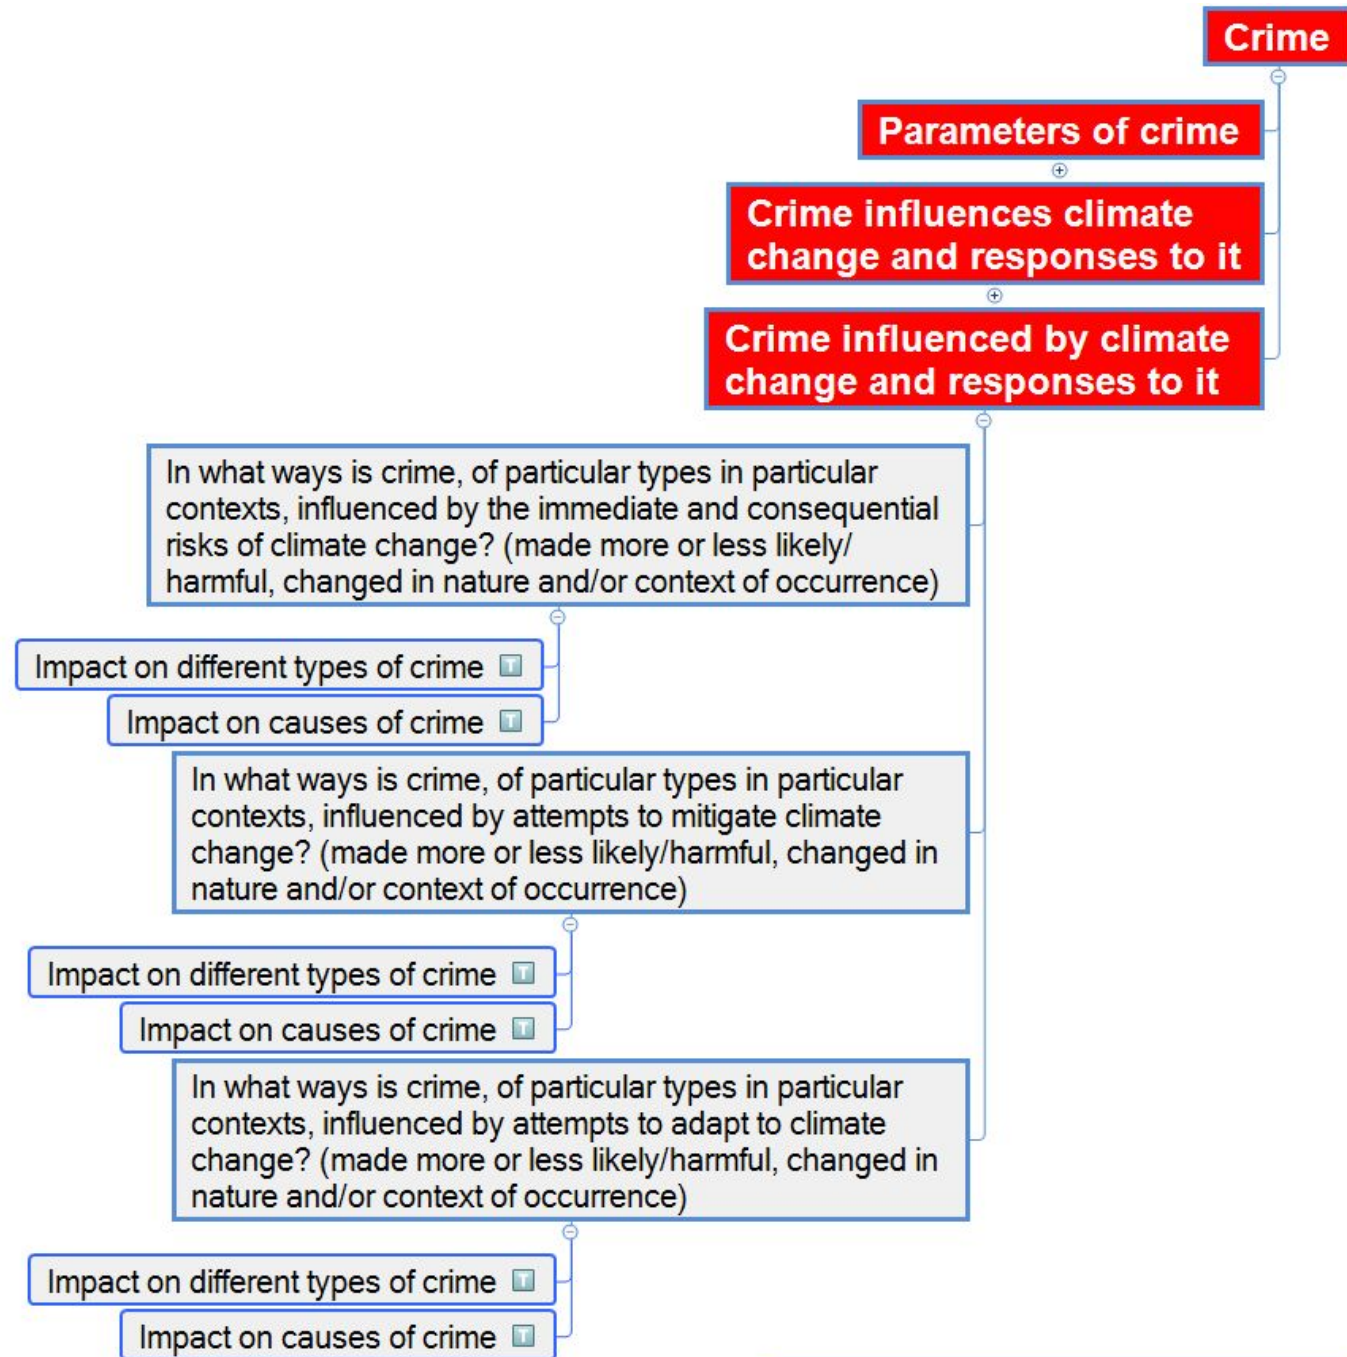 Crime
Parameters of crime
Crime influences climate
change and responses to it
Crime influenced by climate
change and responses to it
In what ways is crime, of particular types in particular
contexts, influenced by the immediate and consequential
risks of climate change? (made more or less likely/
harmful, changed in nature and/or context of occurrence)
Impact on different types of crime T
Impact on causes of crime T
In what ways is crime, of particular types in particular
contexts, influenced by attempts to mitigate climate
change? (made more or less likely/harmful, changed in
nature and/or context of occurrence)
Impact on different types of crime T
Impact on causes of crime T
In what ways is crime, of particular types in particular
contexts, influenced by attempts to adapt to climate
change? (made more or less likely/harmful, changed in
nature and/or context of occurrence)
Impact on different types of crime T
Impact on causes of crime T